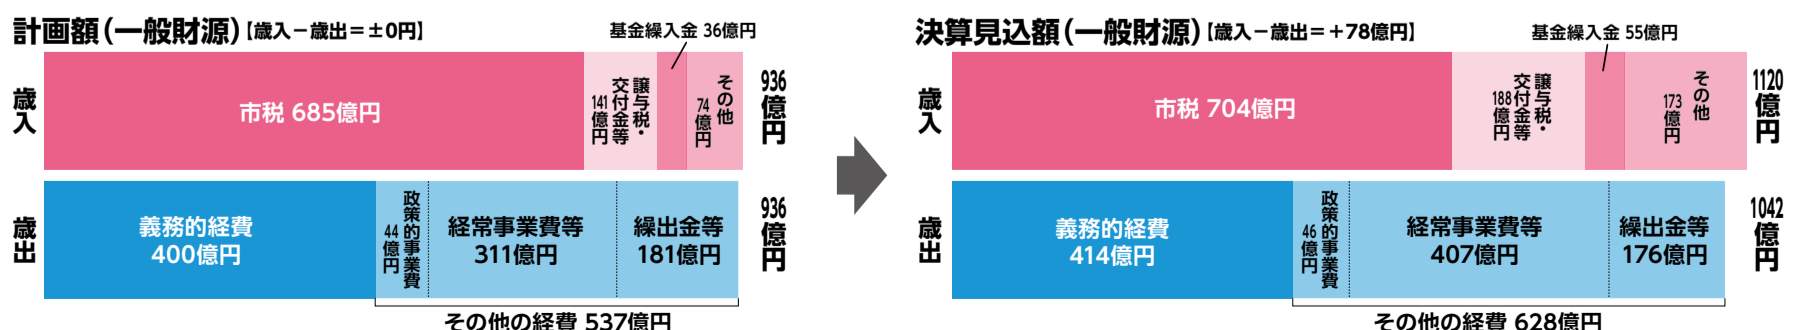 計画額（一般財源）【歳入－歳出＝±0円】
基金繰入金 36億円
歳入
市税 685億円
譲与税・交付金等
141億円
その他
74億円
936億円
歳出
義務的経費
400億円
政策的事業費
44億円
経常事業費等
311億円
繰出金等
181億円
936億円
その他の経費 537億円
決算見込額（一般財源）【歳入－歳出＝＋78億円】
基金繰入金 55億円
歳入
市税 704億円
譲与税・交付金等
188億円
その他
173億円
1120億円
歳出
義務的経費
414億円
政策的事業費
46億円
経常事業費等
407億円
繰出金等
176億円
1042億円
その他の経費 628億円